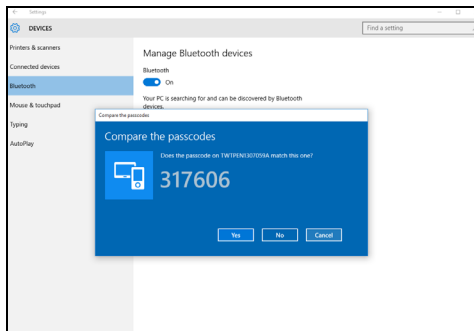 Settings
DEVICES
Find a setting
Printers & scanners
Connected devices
Bluetooth
Mouse & touchpad
Typing
AutoPlay
Manage Bluetooth devices
Bluetooth
On
Your PC is searching for and can be discovered by Bluetooth
devices.
Compare the passcodes
Compare the passcodes
Does the passcode on TWTPENI1307059A match this one?
317606
Yes
No
Cancel